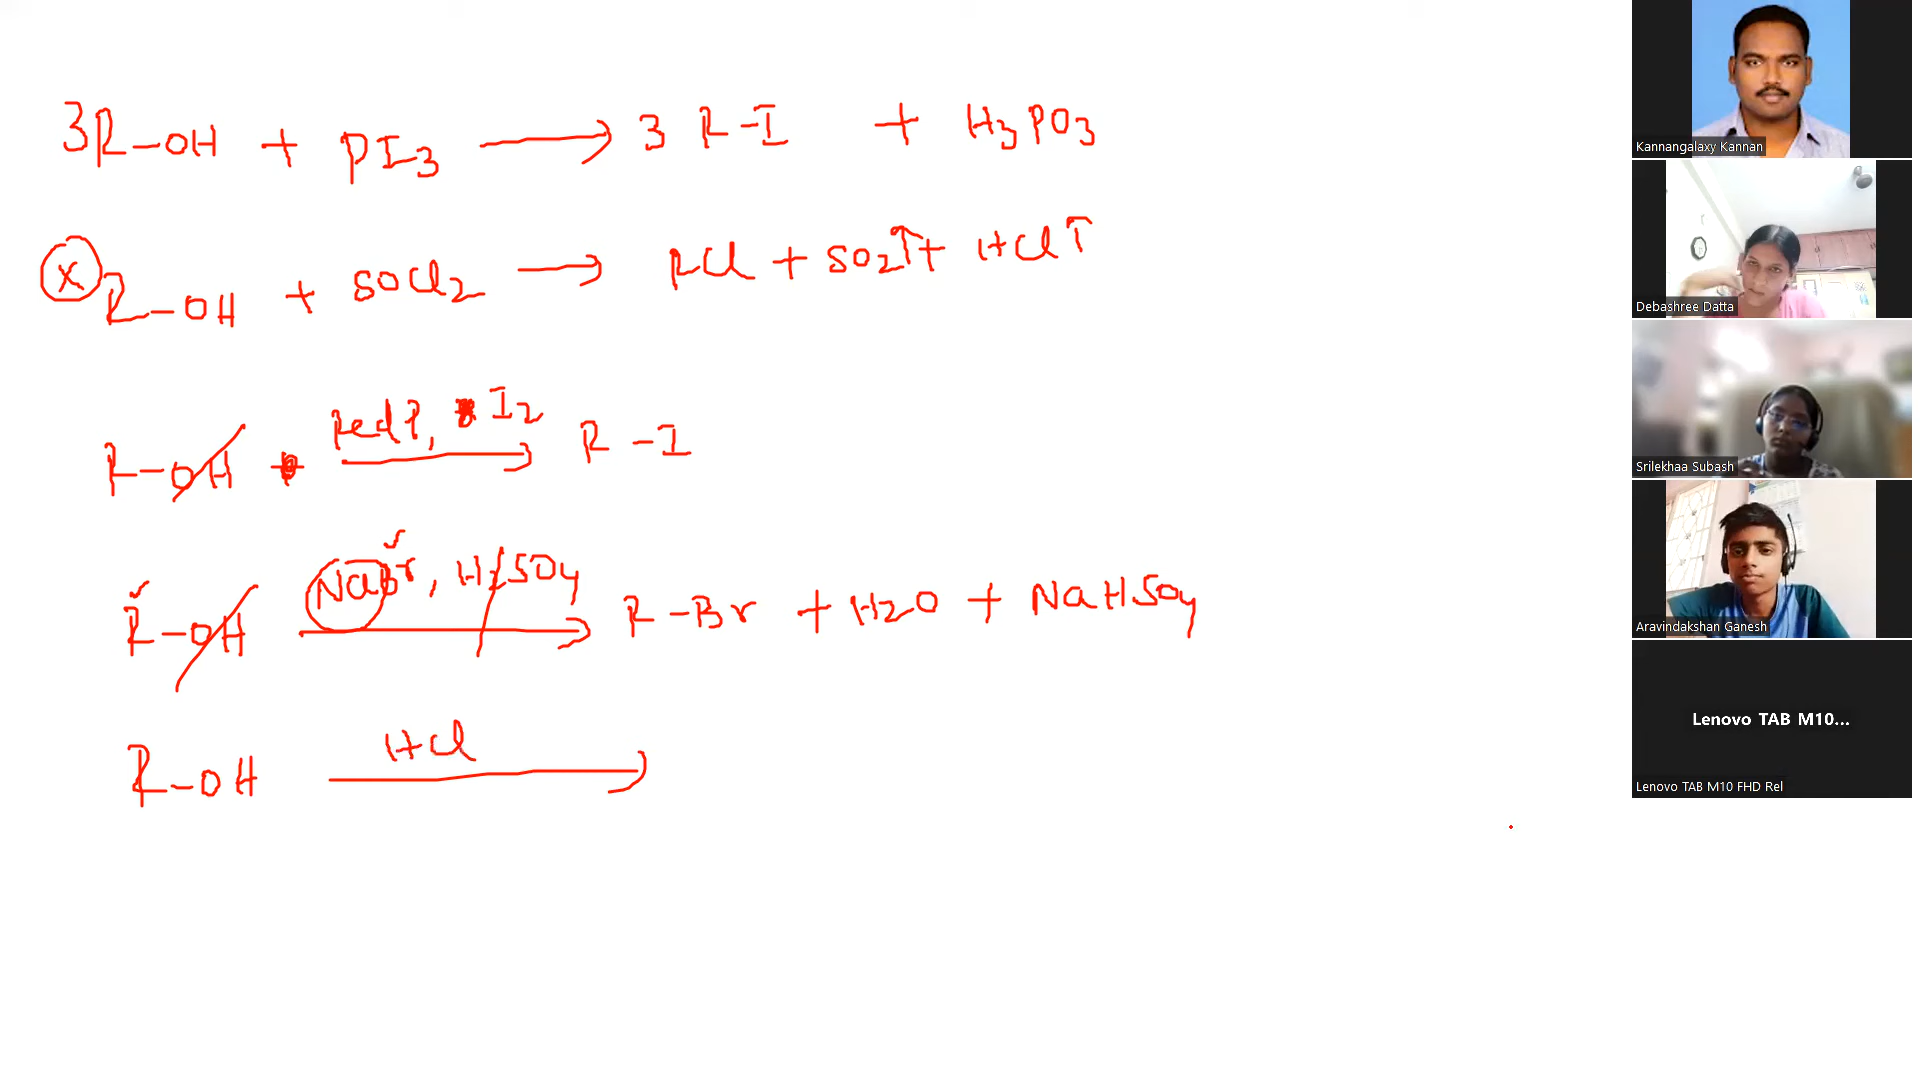 3R-OH + PI3 ⟶ 3 R-I + H3PO3
X R-OH + SOCl2 ⟶ RCl + SO2↑ + HCl↑
Red P, I2
R-OH ⟶ R-I
NaBr, H2SO4
R-OH ⟶ R-Br + H2O + NaHSO4
HCl
R-OH ⟶
Kannangalaxy Kannan
Debashree Datta
Srilekhaa Subash
Aravindakshan Ganesh
Lenovo TAB M10...
Lenovo TAB M10 FHD Rel